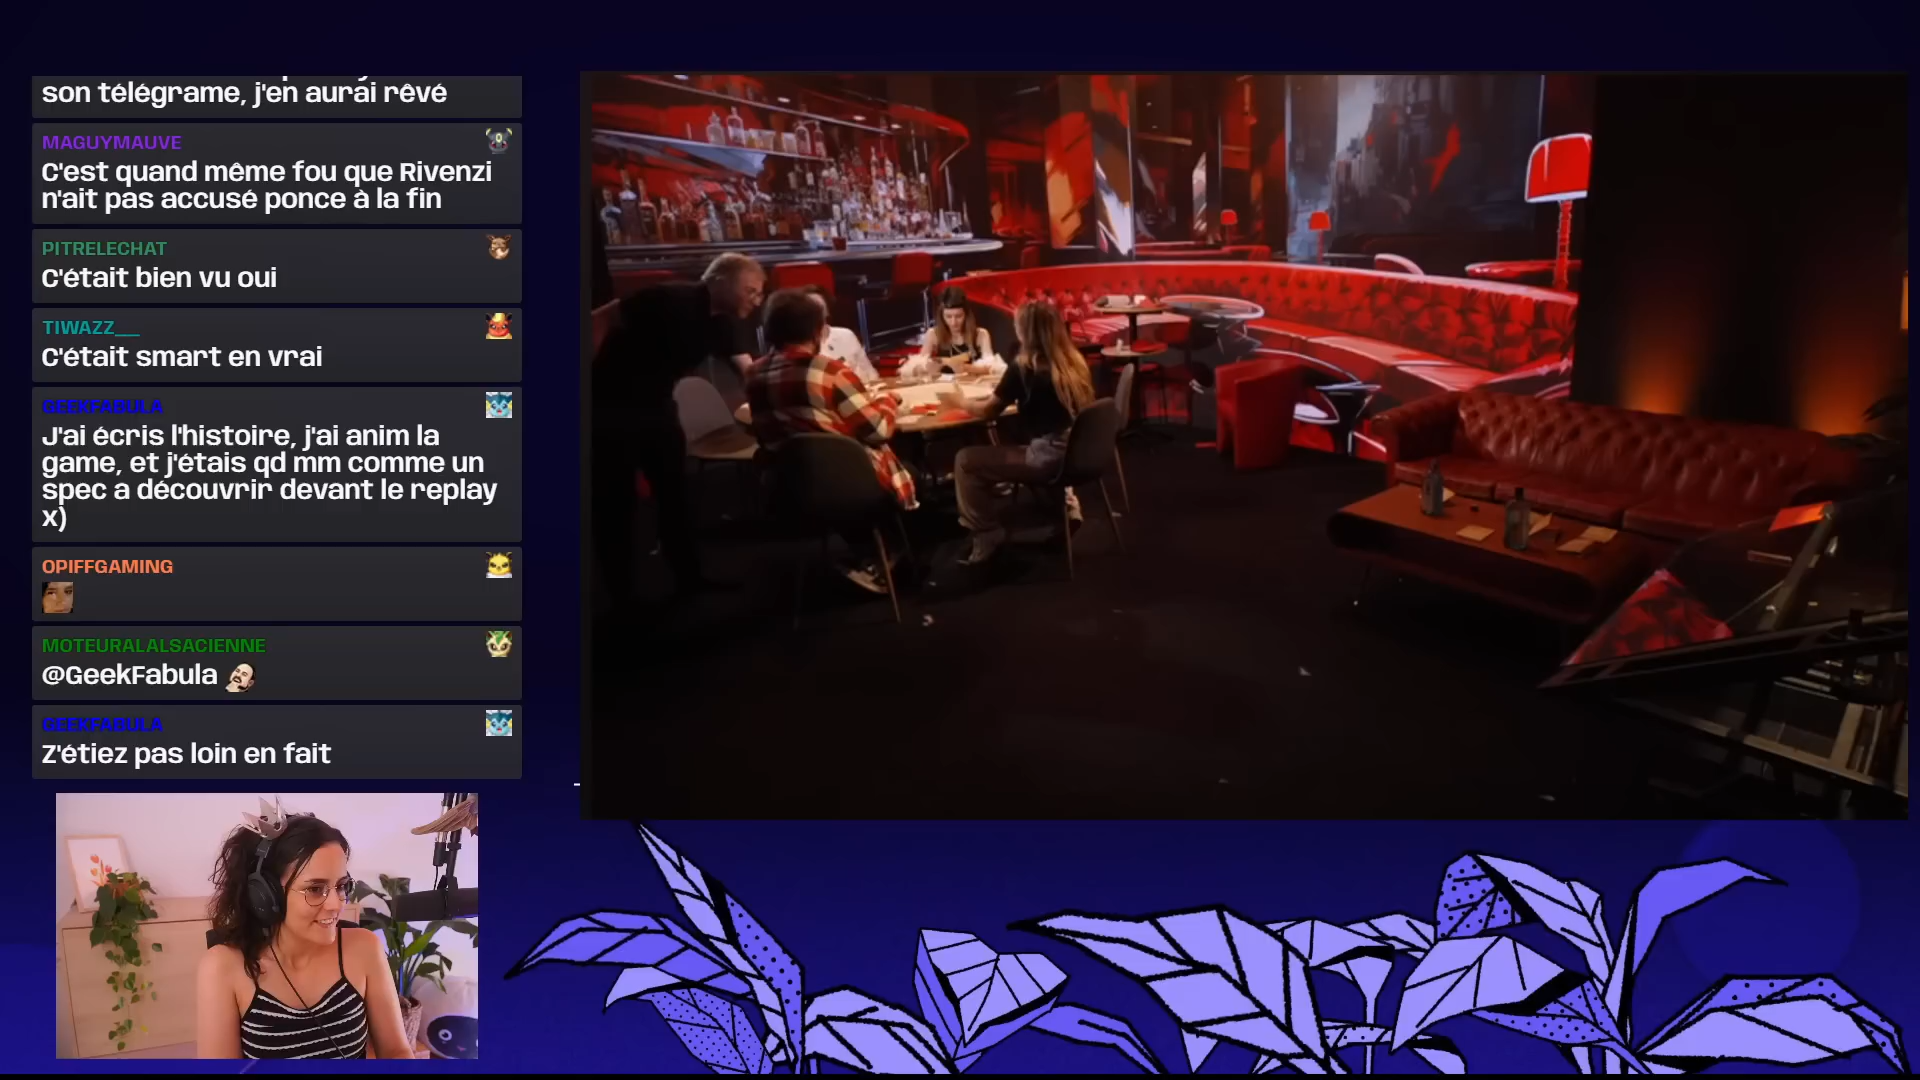 son télégrame, j'en aurai rêvé
MAGUYMAUVE
C'est quand même fou que Rivenzi
n'ait pas accusé ponce à la fin
PITRELECHAT
C'était bien vu oui
TIWAZZ__
C'était smart en vrai
GEEKFABULA
J'ai écris l'histoire, j'ai anim la
game, et j'étais qd mm comme un
spec a découvrir devant le replay
x)
OPIFFGAMING
MOTEURALALSACIENNE
@GeekFabula
GEEKFABULA
Z'étiez pas loin en fait